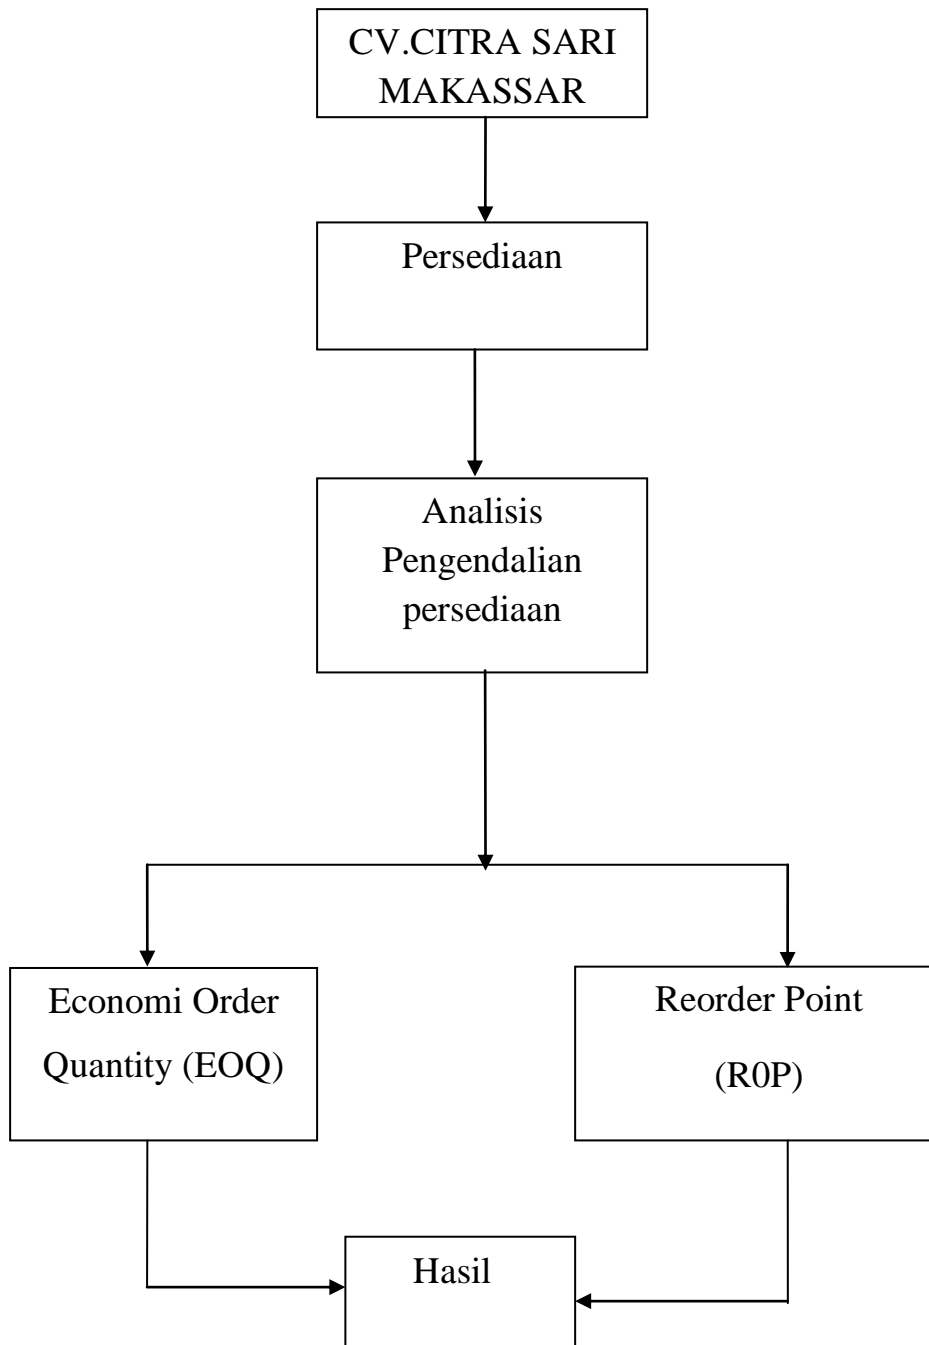 CV.CITRA SARI
MAKASSAR
Persediaan
Analisis
Pengendalian
persediaan
Economi Order
Quantity (EOQ)
Reorder Point
(R0P)
Hasil